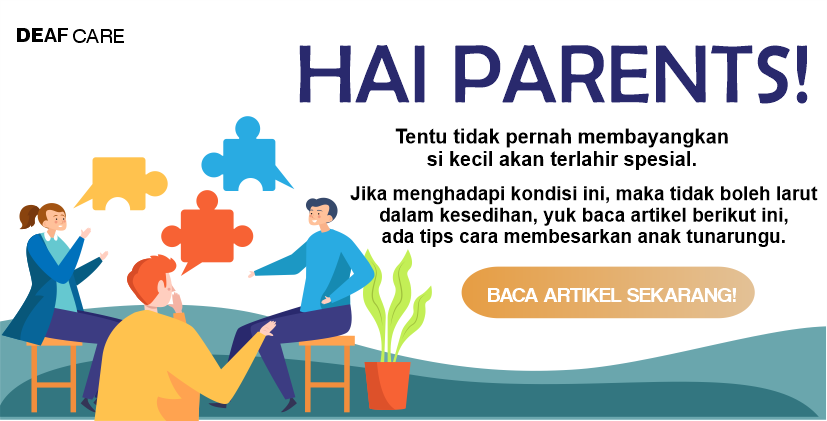 DEAF CARE
HAI PARENTS!
Tentu tidak pernah membayangkan
si kecil akan terlahir spesial.
Jika menghadapi kondisi ini, maka tidak boleh larut
dalam kesedihan, yuk baca artikel berikut ini,
ada tips cara membesarkan anak tunarungu.
BACA ARTIKEL SEKARANG!